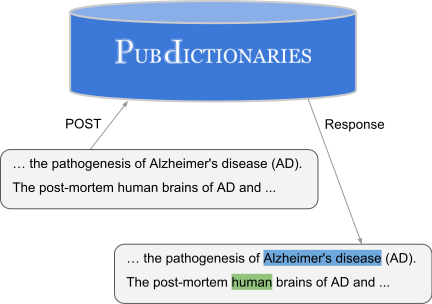 PubDictionaries
POST
Response
… the pathogenesis of Alzheimer's disease (AD).
The post-mortem human brains of AD and ...
… the pathogenesis of Alzheimer's disease (AD).
The post-mortem human brains of AD and ...